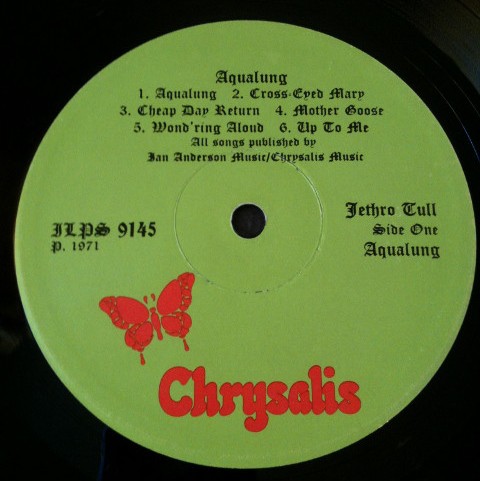 Aqualung
1. Aqualung 2. Cross-Eyed Mary
3. Cheap Day Return 4. Mother Goose
5. Wond'ring Aloud 6. Up To Me
All songs published by
Ian Anderson Music/Chrysalis Music
ILPS 9145
P. 1971
Jethro Tull
Side One
Aqualung
Chrysalis